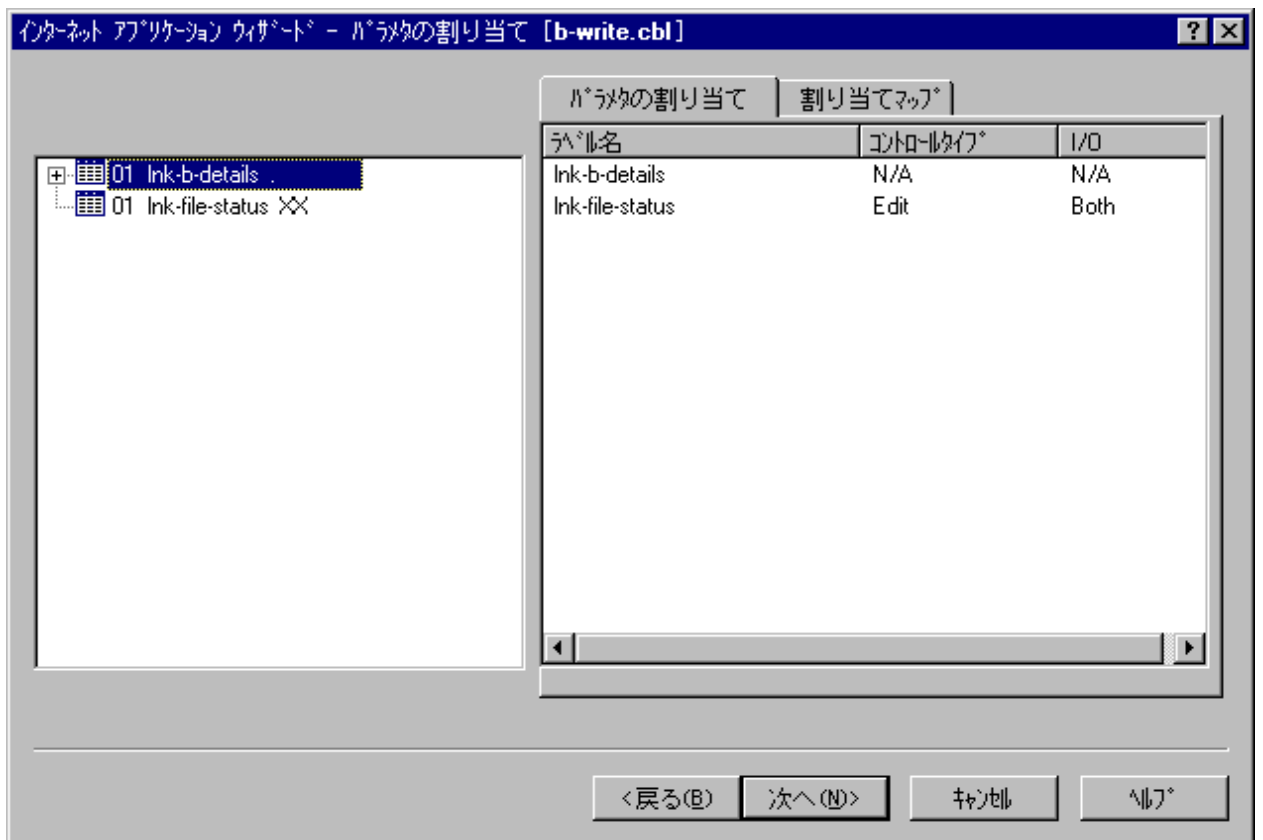 インターネット アプリケーション ウィザード - パラメタの割り当て [b-write.cbl]
パラメタの割り当て 割り当てマップ
ラベル名 コントロールタイプ I/O
01 lnk-b-details .
01 lnk-file-status XX
lnk-b-details N/A N/A
lnk-file-status Edit Both
<戻る(B) 次へ(N)> キャンセル ヘルプ